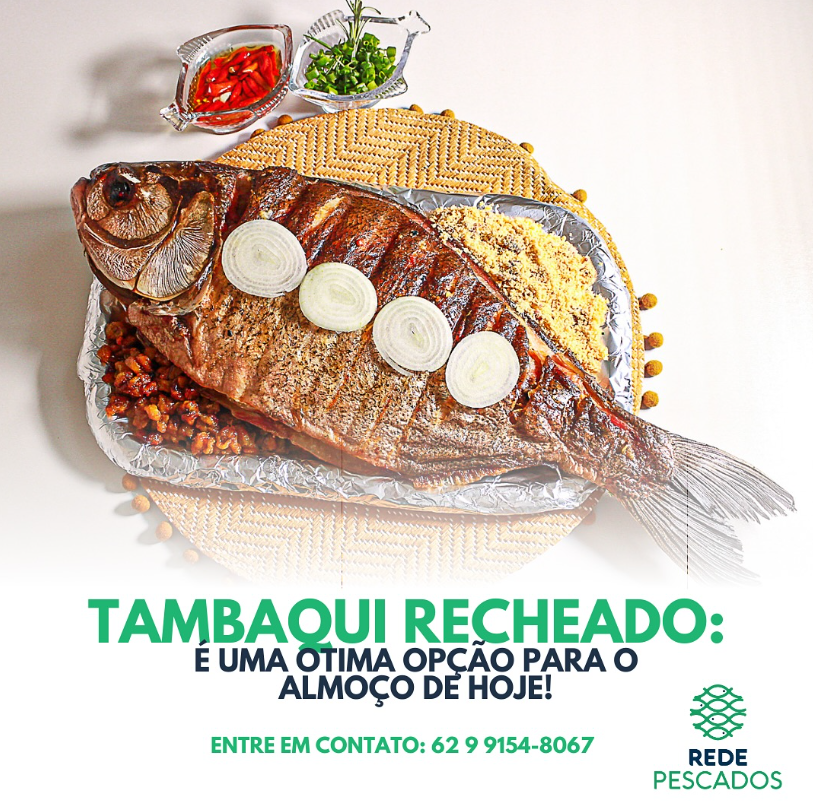 TAMBAQUI RECHEADO:
É UMA ÓTIMA OPÇÃO PARA O
ALMOÇO DE HOJE!
ENTRE EM CONTATO: 62 9 9154-8067
REDE
PESCADOS